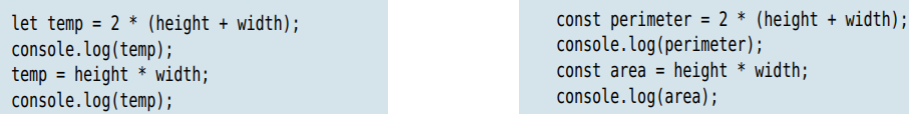 let temp = 2 * (height + width);
console.log(temp);
temp = height * width;
console.log(temp);
const perimeter = 2 * (height + width);
console.log(perimeter);
const area = height * width;
console.log(area);